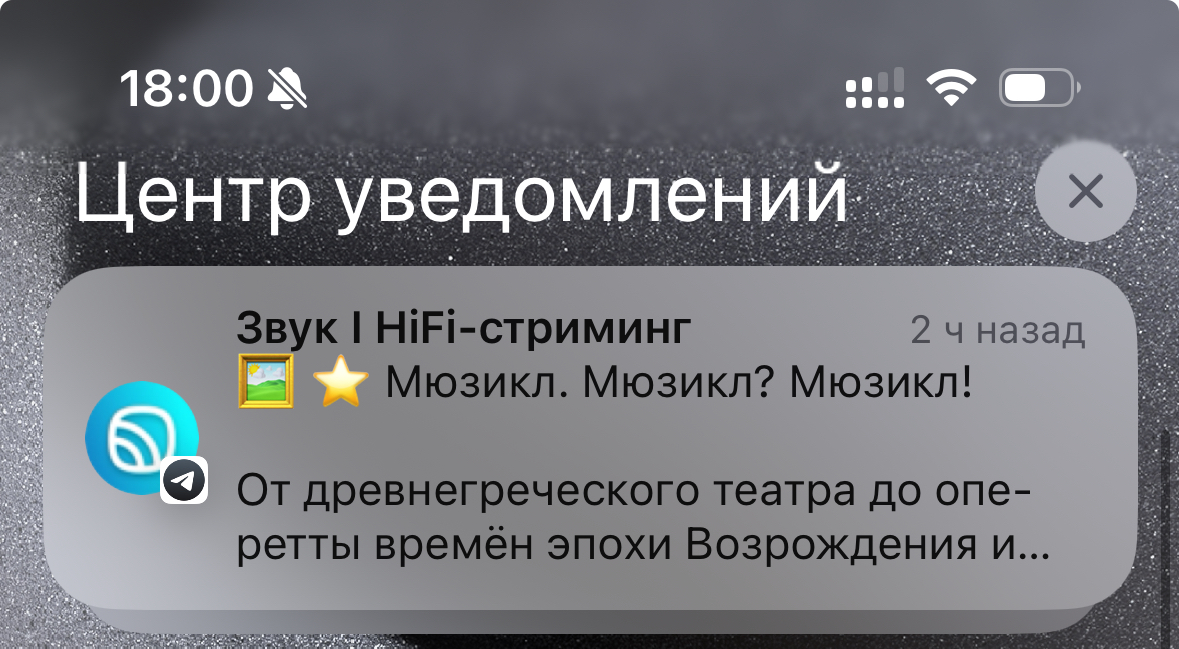 18:00
Центр уведомлений
Звук I HiFi-стриминг
2 ч назад
🖼️ ⭐ Мюзикл. Мюзикл? Мюзикл!
От древнегреческого театра до опе-
ретты времён эпохи Возрождения и...